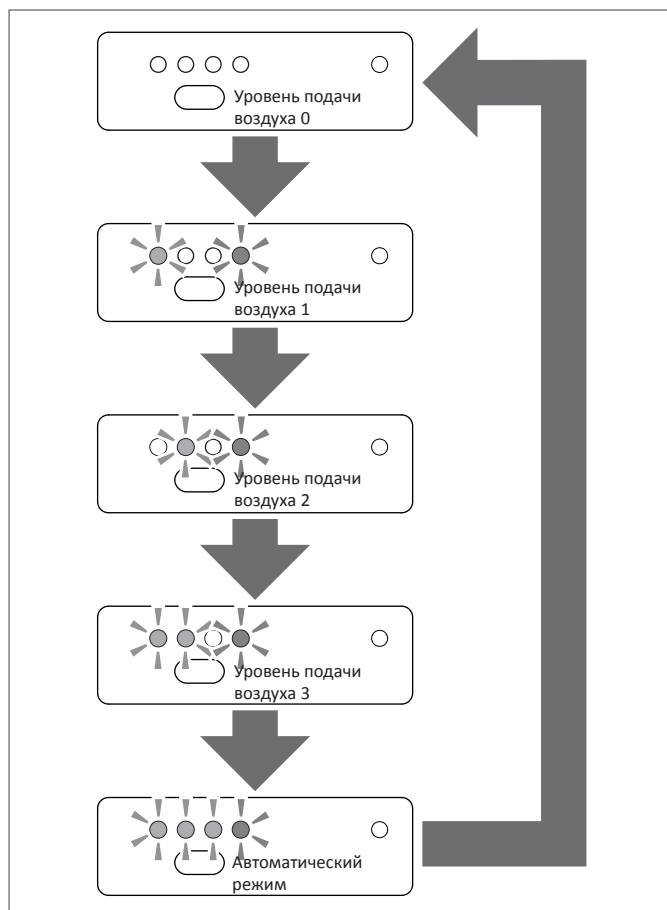 Уровень подачи
воздуха 0
Уровень подачи
воздуха 1
Уровень подачи
воздуха 2
Уровень подачи
воздуха 3
Автоматический
режим